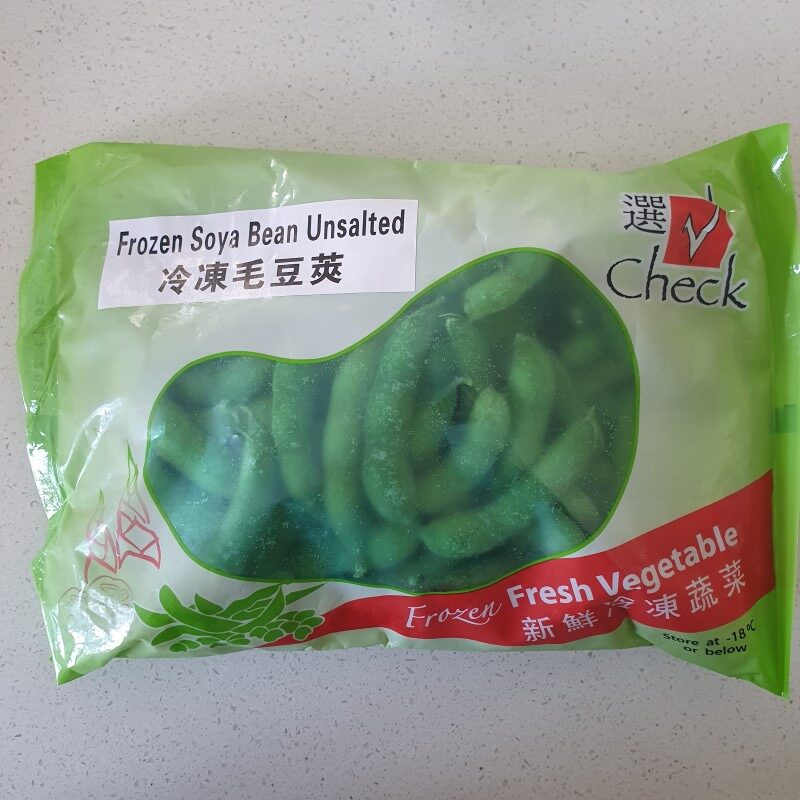 Frozen Soya Bean Unsalted
冷凍毛豆莢
選
Check
Frozen Fresh Vegetable
新鮮冷凍蔬菜
Store at -18°C
or below